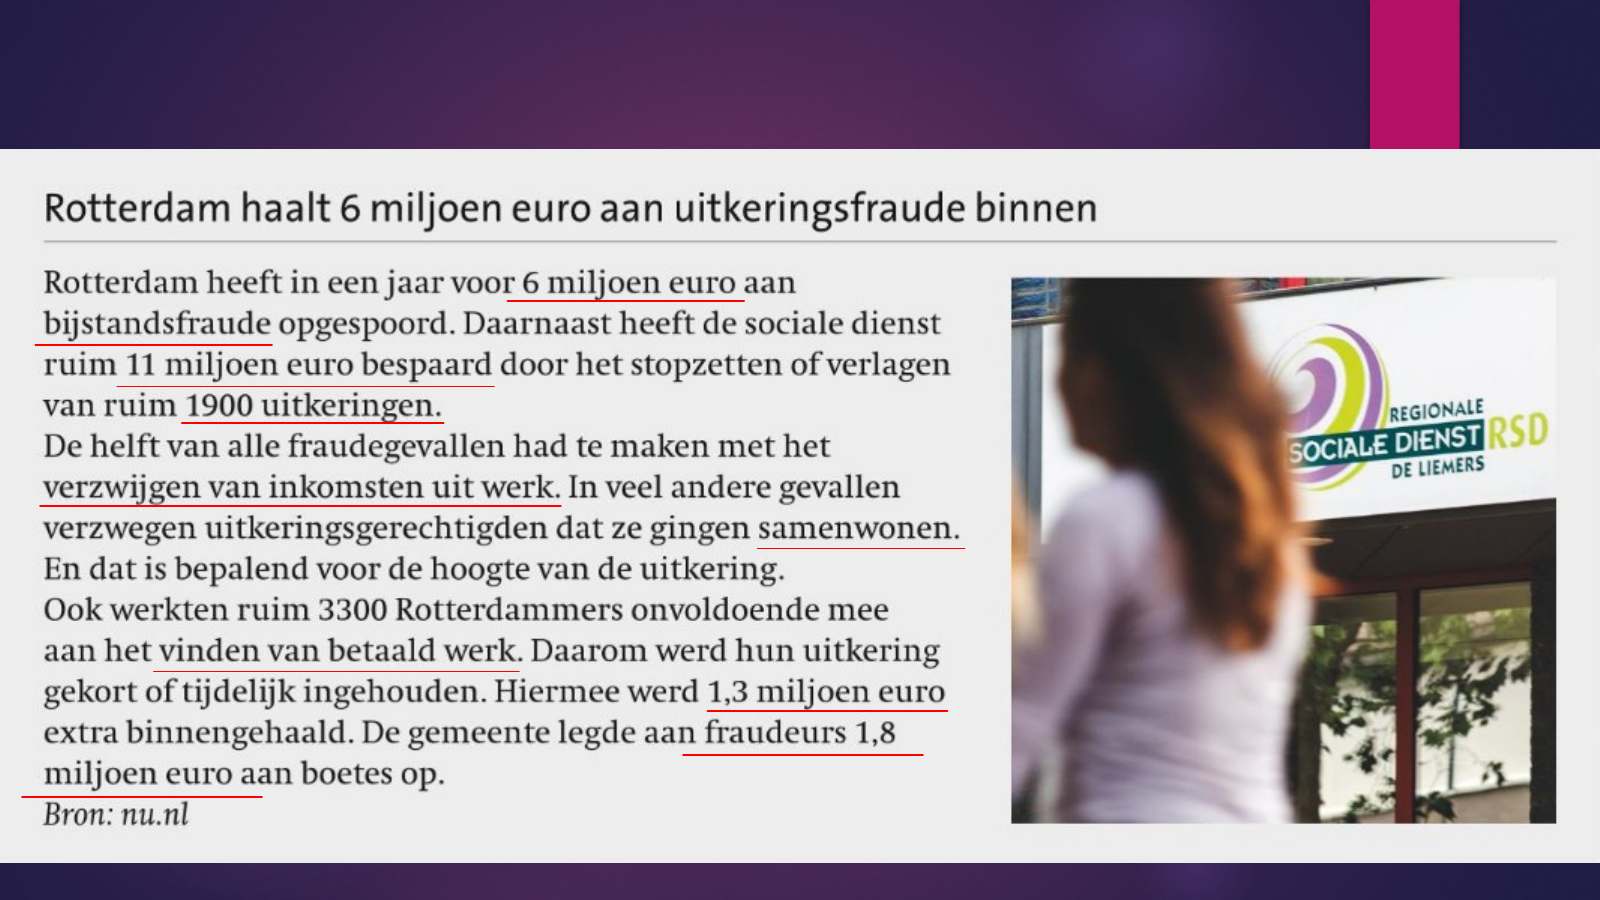 Rotterdam haalt 6 miljoen euro aan uitkeringsfraude binnen
Rotterdam heeft in een jaar voor 6 miljoen euro aan
bijstandsfraude opgespoord. Daarnaast heeft de sociale dienst
ruim 11 miljoen euro bespaard door het stopzetten of verlagen
van ruim 1900 uitkeringen.
De helft van alle fraudegevallen had te maken met het
verzwijgen van inkomsten uit werk. In veel andere gevallen
verzwegen uitkeringsgerechtigden dat ze gingen samenwonen.
En dat is bepalend voor de hoogte van de uitkering.
Ook werkten ruim 3300 Rotterdammers onvoldoende mee
aan het vinden van betaald werk. Daarom werd hun uitkering
gekort of tijdelijk ingehouden. Hiermee werd 1,3 miljoen euro
extra binnengehaald. De gemeente legde aan fraudeurs 1,8
miljoen euro aan boetes op.
Bron: nu.nl
REGIONALE
SOCIALE DIENST RSD
DE LIEMERS